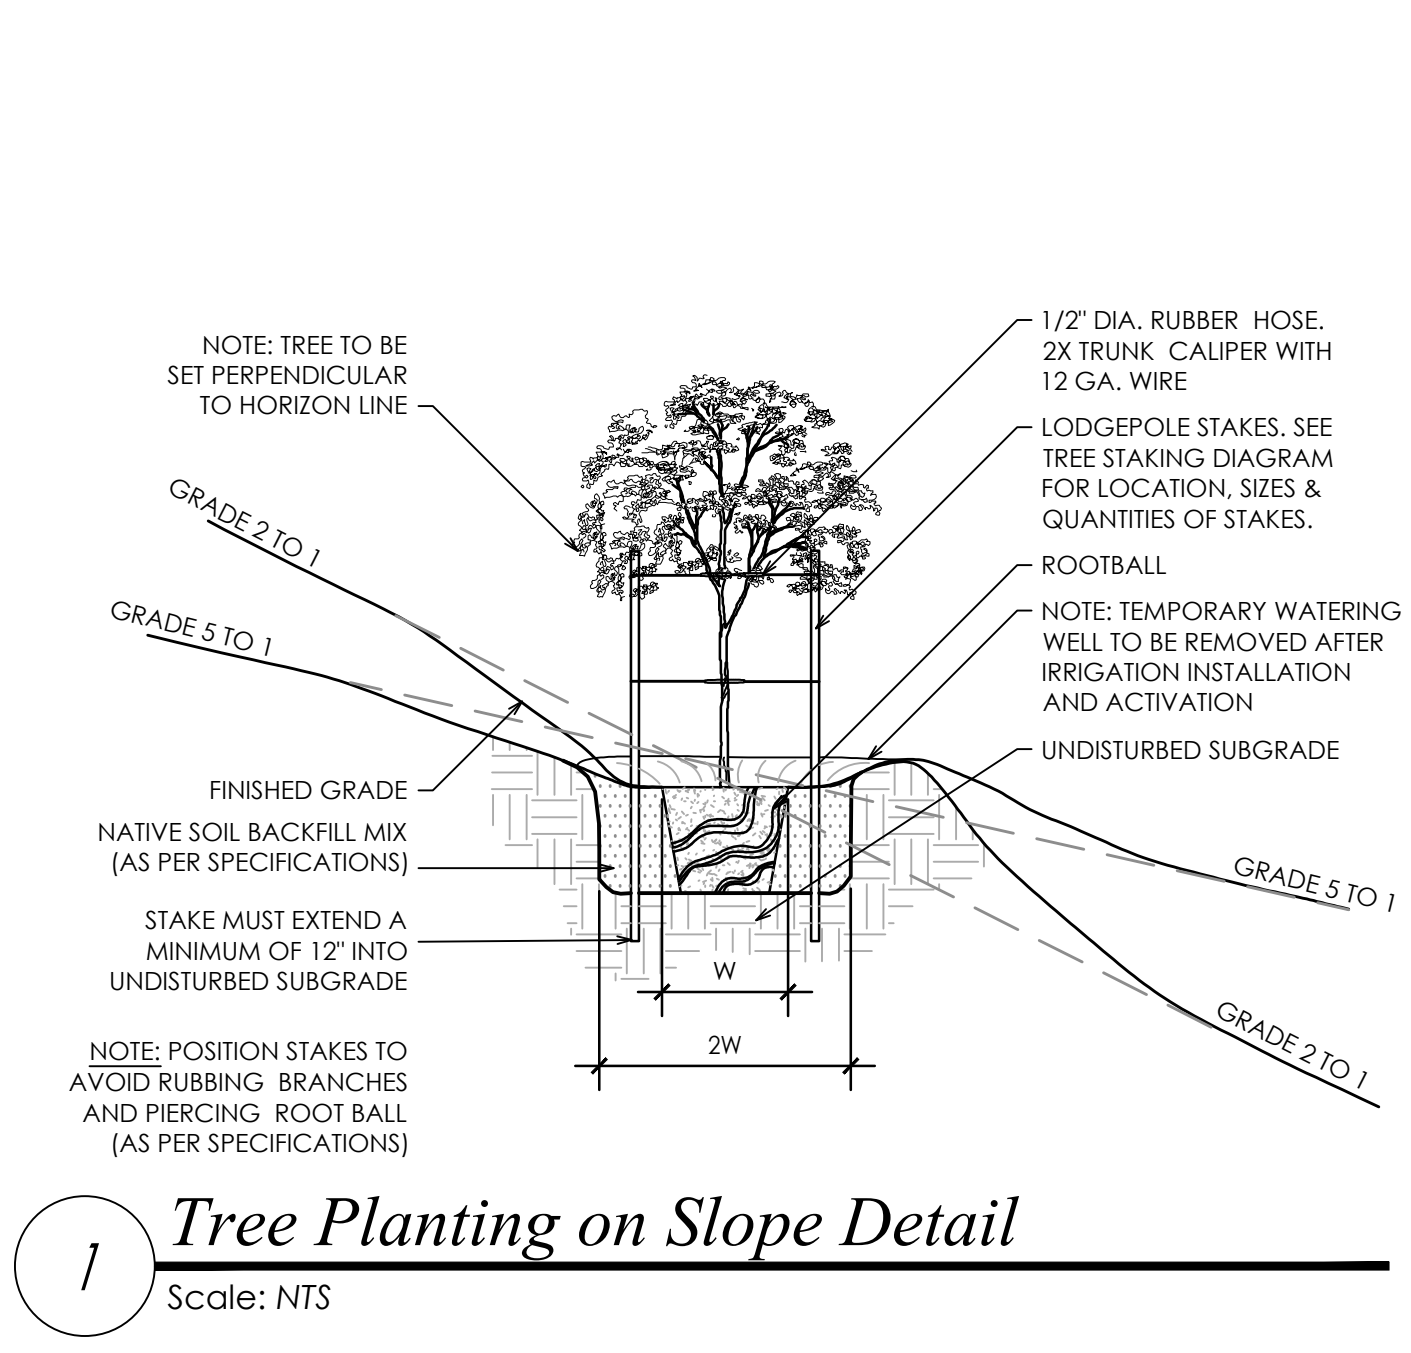 NOTE: TREE TO BE
SET PERPENDICULAR
TO HORIZON LINE
GRADE 2 TO 1
GRADE 5 TO 1
FINISHED GRADE
NATIVE SOIL BACKFILL MIX
(AS PER SPECIFICATIONS)
STAKE MUST EXTEND A
MINIMUM OF 12" INTO
UNDISTURBED SUBGRADE
NOTE: POSITION STAKES TO
AVOID RUBBING BRANCHES
AND PIERCING ROOT BALL
(AS PER SPECIFICATIONS)
1/2" DIA. RUBBER HOSE.
2X TRUNK CALIPER WITH
12 GA. WIRE
LODGEPOLE STAKES. SEE
TREE STAKING DIAGRAM
FOR LOCATION, SIZES &
QUANTITIES OF STAKES.
ROOTBALL
NOTE: TEMPORARY WATERING
WELL TO BE REMOVED AFTER
IRRIGATION INSTALLATION
AND ACTIVATION
UNDISTURBED SUBGRADE
GRADE 5 TO 1
GRADE 2 TO 1
W
2W
1
Tree Planting on Slope Detail
Scale: NTS